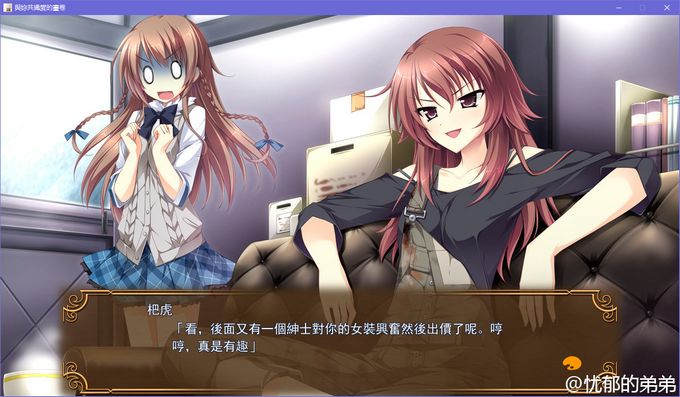 與妳共繪愛的畫卷
杷虎
「看，後面又有一個紳士對你的女裝興奮然後出價了呢。哼
哼，真是有趣」
@忧郁的弟弟